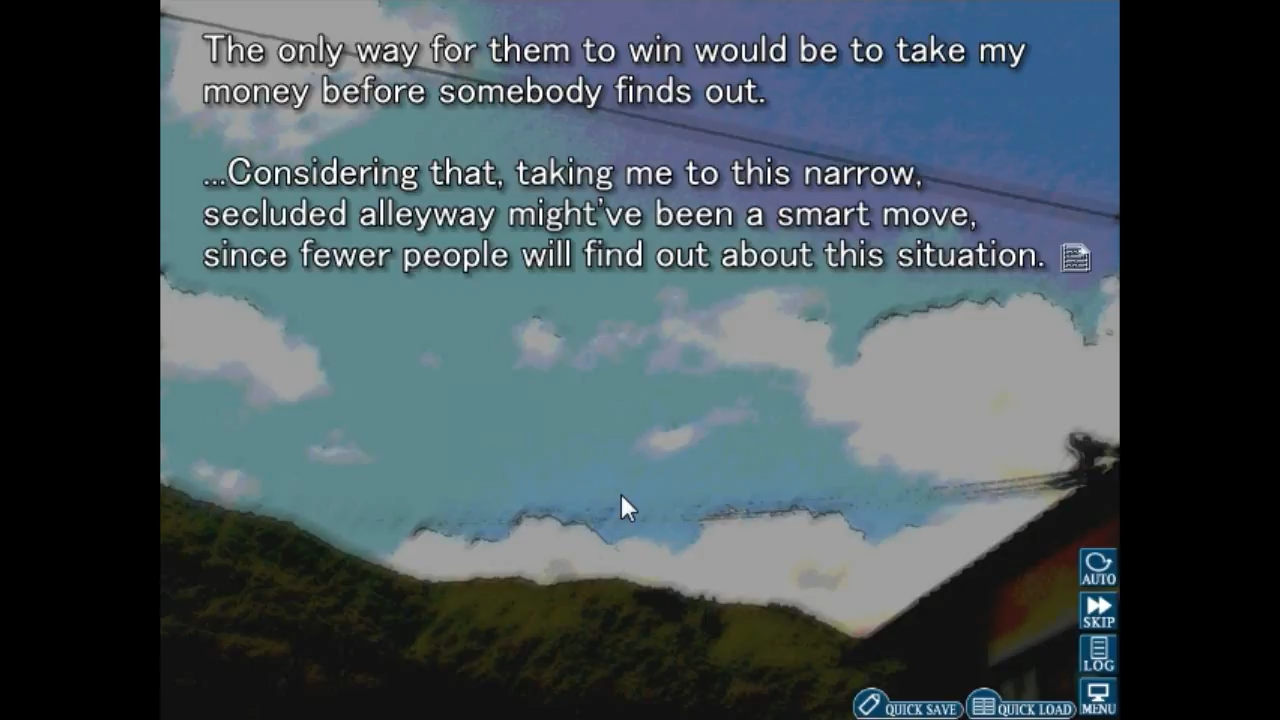 The only way for them to win would be to take my
money before somebody finds out.
...Considering that, taking me to this narrow,
secluded alleyway might've been a smart move,
since fewer people will find out about this situation.
AUTO
SKIP
LOG
MENU
QUICK SAVE
QUICK LOAD